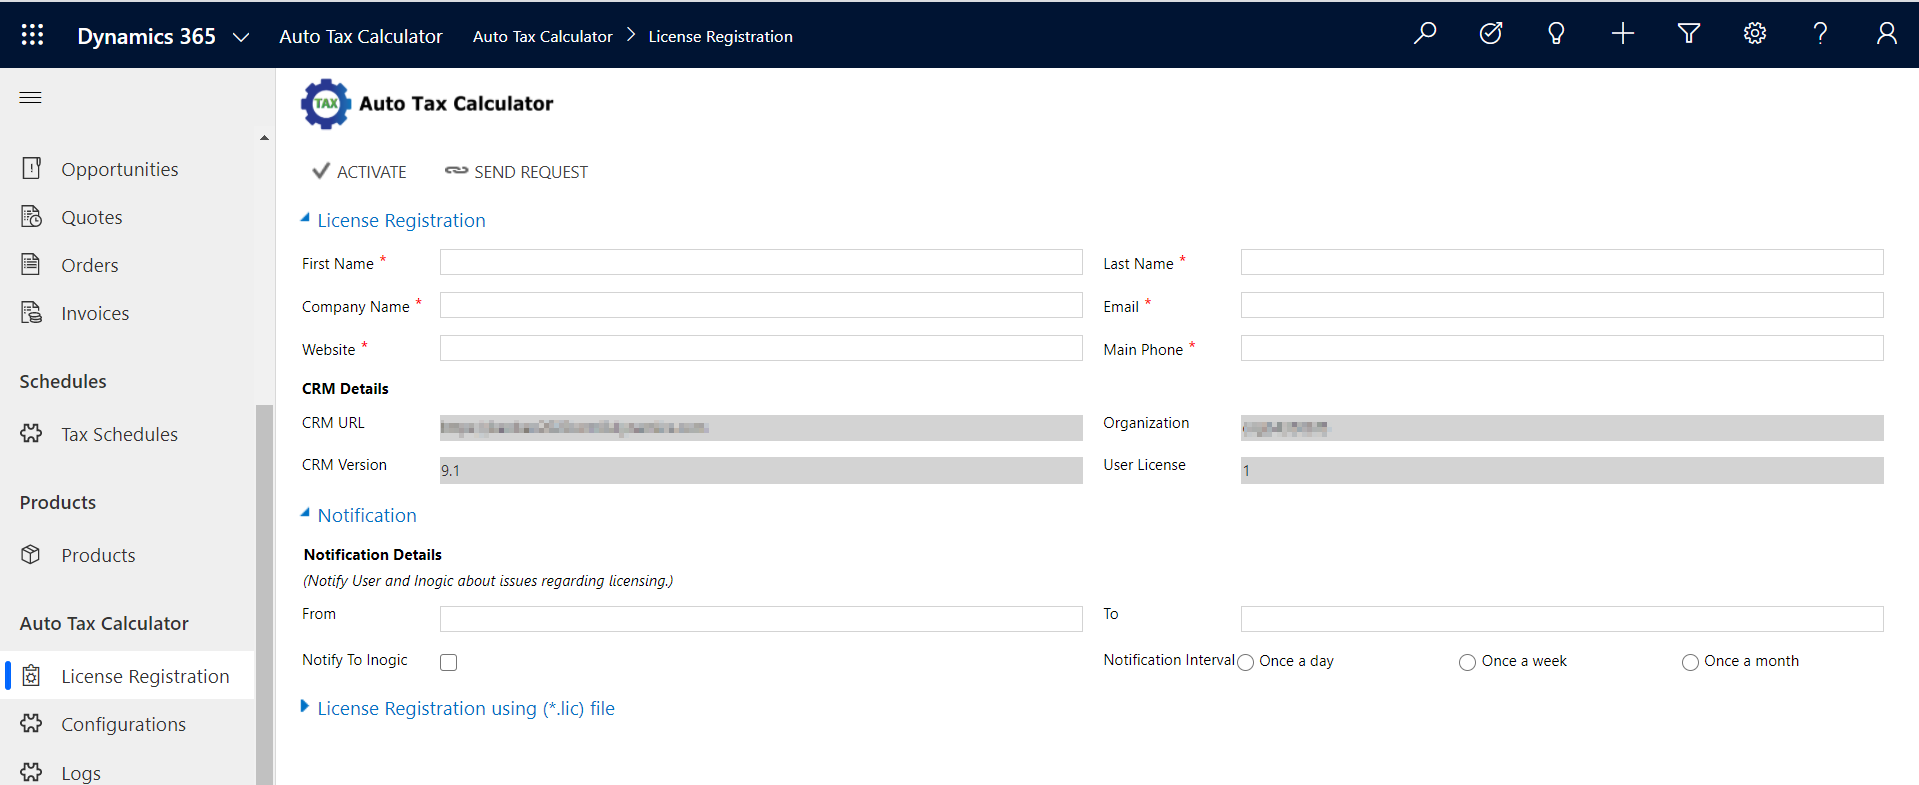 Dynamics 365 Auto Tax Calculator Auto Tax Calculator > License Registration
Opportunities
Quotes
Orders
Invoices
Schedules
Tax Schedules
Products
Products
Auto Tax Calculator
License Registration
Configurations
Logs
TAX Auto Tax Calculator
ACTIVATE SEND REQUEST
License Registration
First Name * Last Name *
Company Name * Email *
Website * Main Phone *
CRM Details
CRM URL Organization
CRM Version 9.1 User License 1
Notification
Notification Details
(Notify User and Inogic about issues regarding licensing.)
From To
Notify To Inogic Notification Interval Once a day Once a week Once a month
License Registration using (*.lic) file